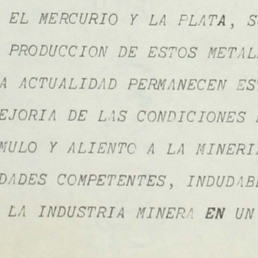 EL MERCURIO Y LA PLATA, S
PRODUCCION DE ESTOS METAL
A ACTUALIDAD PERMANECEN ES
EJORIA DE LAS CONDICIONES
MULO Y ALIENTO A LA MINERI
DADES COMPETENTES, INDUDAB
LA INDUSTRIA MINERA EN UN